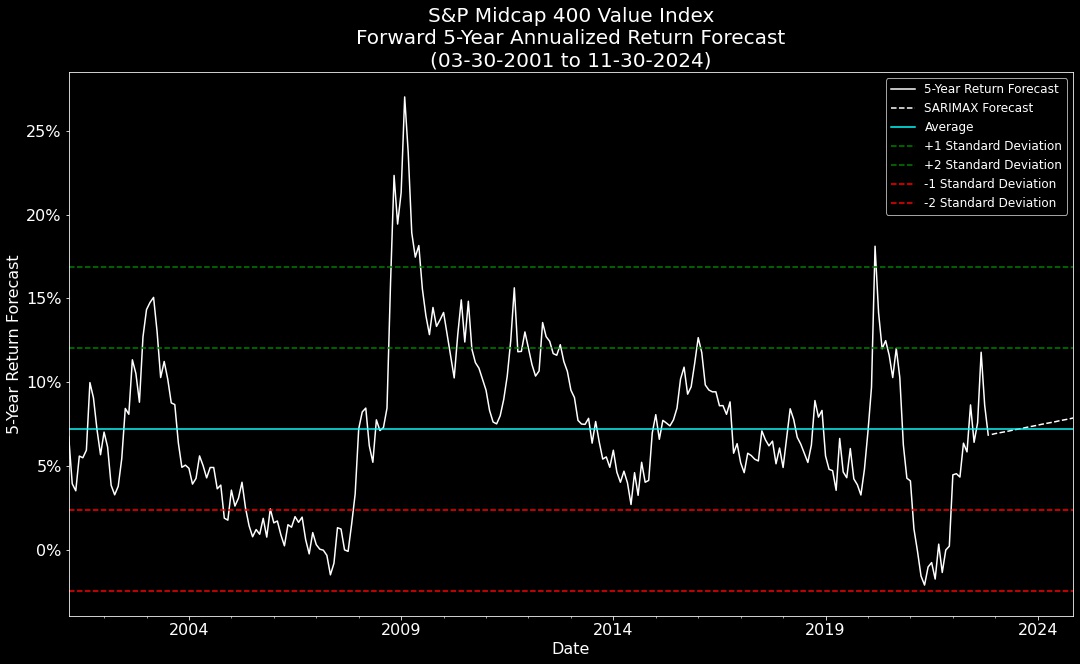 S&P Midcap 400 Value Index
Forward 5-Year Annualized Return Forecast
(03-30-2001 to 11-30-2024)
5-Year Return Forecast
SARIMAX Forecast
Average
+1 Standard Deviation
+2 Standard Deviation
-1 Standard Deviation
-2 Standard Deviation
5-Year Return Forecast
25%
20%
15%
10%
5%
0%
2004
2009
2014
2019
2024
Date